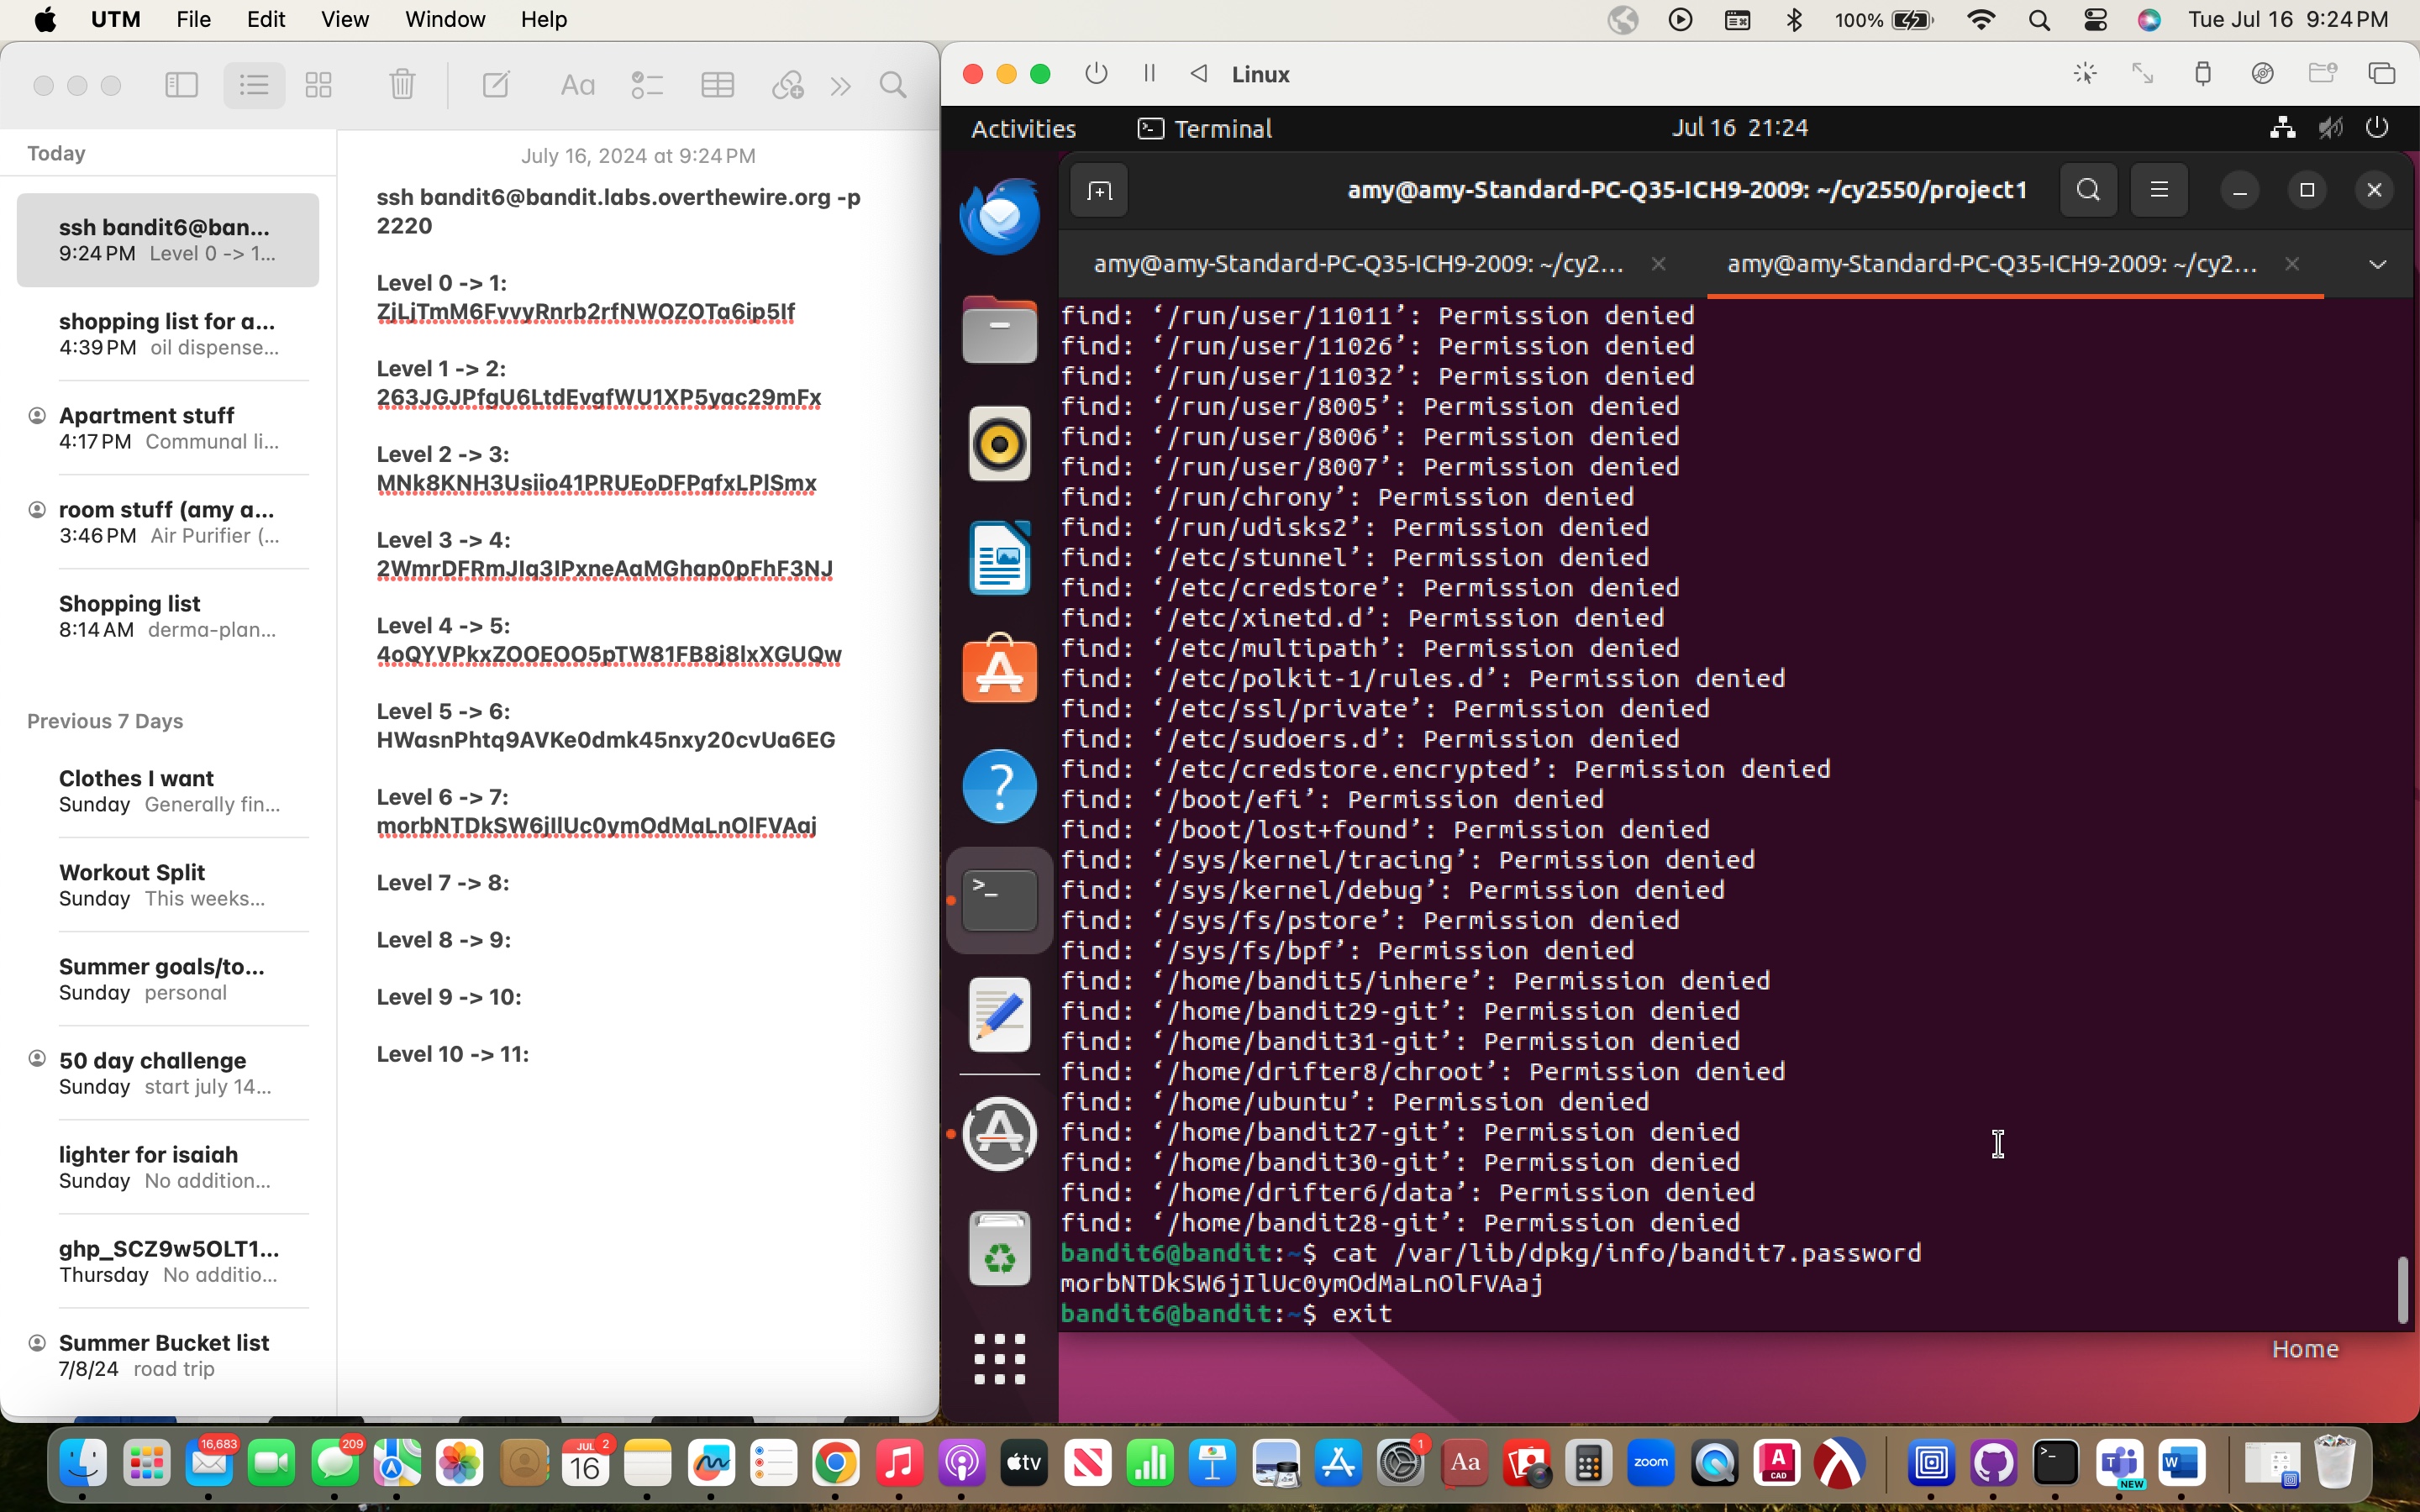 UTM File Edit View Window Help
100% Tue Jul 16 9:24 PM
Today
ssh bandit6@ban...
9:24 PM Level 0 -> 1...
shopping list for a...
4:39 PM oil dispense...
Apartment stuff
4:17 PM Communal li...
room stuff (amy a...
3:46 PM Air Purifier (...
Shopping list
8:14 AM derma-plan...
Previous 7 Days
Clothes I want
Sunday Generally fin...
Workout Split
Sunday This weeks...
Summer goals/to...
Sunday personal
50 day challenge
Sunday start july 14...
lighter for isaiah
Sunday No addition...
ghp_SCZ9w5OLT1...
Thursday No additio...
Summer Bucket list
7/8/24 road trip
Aa
July 16, 2024 at 9:24 PM
ssh bandit6@bandit.labs.overthewire.org -p
2220
Level 0 -> 1:
ZjLjTmM6FvvyRnrb2rfNWOZOTa6ip5If
Level 1 -> 2:
263JGJPfgU6LtdEvgfWU1XP5yac29mFx
Level 2 -> 3:
MNk8KNH3Usiio41PRUEoDFPqfxLPlSmx
Level 3 -> 4:
2WmrDFRmJIq3IPxneAaMGhap0pFhF3NJ
Level 4 -> 5:
4oQYVPkxZOOEOO5pTW81FB8j8lxXGUQw
Level 5 -> 6:
HWasnPhtq9AVKe0dmk45nxy20cvUa6EG
Level 6 -> 7:
morbNTDkSW6jIlUc0ymOdMaLnOlFVAaj
Level 7 -> 8:
Level 8 -> 9:
Level 9 -> 10:
Level 10 -> 11:
Linux
Activities Terminal Jul 16 21:24
amy@amy-Standard-PC-Q35-ICH9-2009: ~/cy2550/project1
amy@amy-Standard-PC-Q35-ICH9-2009: ~/cy2... amy@amy-Standard-PC-Q35-ICH9-2009: ~/cy2...
find: ‘/run/user/11011’: Permission denied
find: ‘/run/user/11026’: Permission denied
find: ‘/run/user/11032’: Permission denied
find: ‘/run/user/8005’: Permission denied
find: ‘/run/user/8006’: Permission denied
find: ‘/run/user/8007’: Permission denied
find: ‘/run/chrony’: Permission denied
find: ‘/run/udisks2’: Permission denied
find: ‘/etc/stunnel’: Permission denied
find: ‘/etc/credstore’: Permission denied
find: ‘/etc/xinetd.d’: Permission denied
find: ‘/etc/multipath’: Permission denied
find: ‘/etc/polkit-1/rules.d’: Permission denied
find: ‘/etc/ssl/private’: Permission denied
find: ‘/etc/sudoers.d’: Permission denied
find: ‘/etc/credstore.encrypted’: Permission denied
find: ‘/boot/efi’: Permission denied
find: ‘/boot/lost+found’: Permission denied
find: ‘/sys/kernel/tracing’: Permission denied
find: ‘/sys/kernel/debug’: Permission denied
find: ‘/sys/fs/pstore’: Permission denied
find: ‘/sys/fs/bpf’: Permission denied
find: ‘/home/bandit5/inhere’: Permission denied
find: ‘/home/bandit29-git’: Permission denied
find: ‘/home/bandit31-git’: Permission denied
find: ‘/home/drifter8/chroot’: Permission denied
find: ‘/home/ubuntu’: Permission denied
find: ‘/home/bandit27-git’: Permission denied
find: ‘/home/bandit30-git’: Permission denied
find: ‘/home/drifter6/data’: Permission denied
find: ‘/home/bandit28-git’: Permission denied
bandit6@bandit:~$ cat /var/lib/dpkg/info/bandit7.password
morbNTDkSW6jIlUc0ymOdMaLnOlFVAaj
bandit6@bandit:~$ exit
Home
16,683 209 JUL 2 16 tv 1 Aa zoom A CAD T NEW W